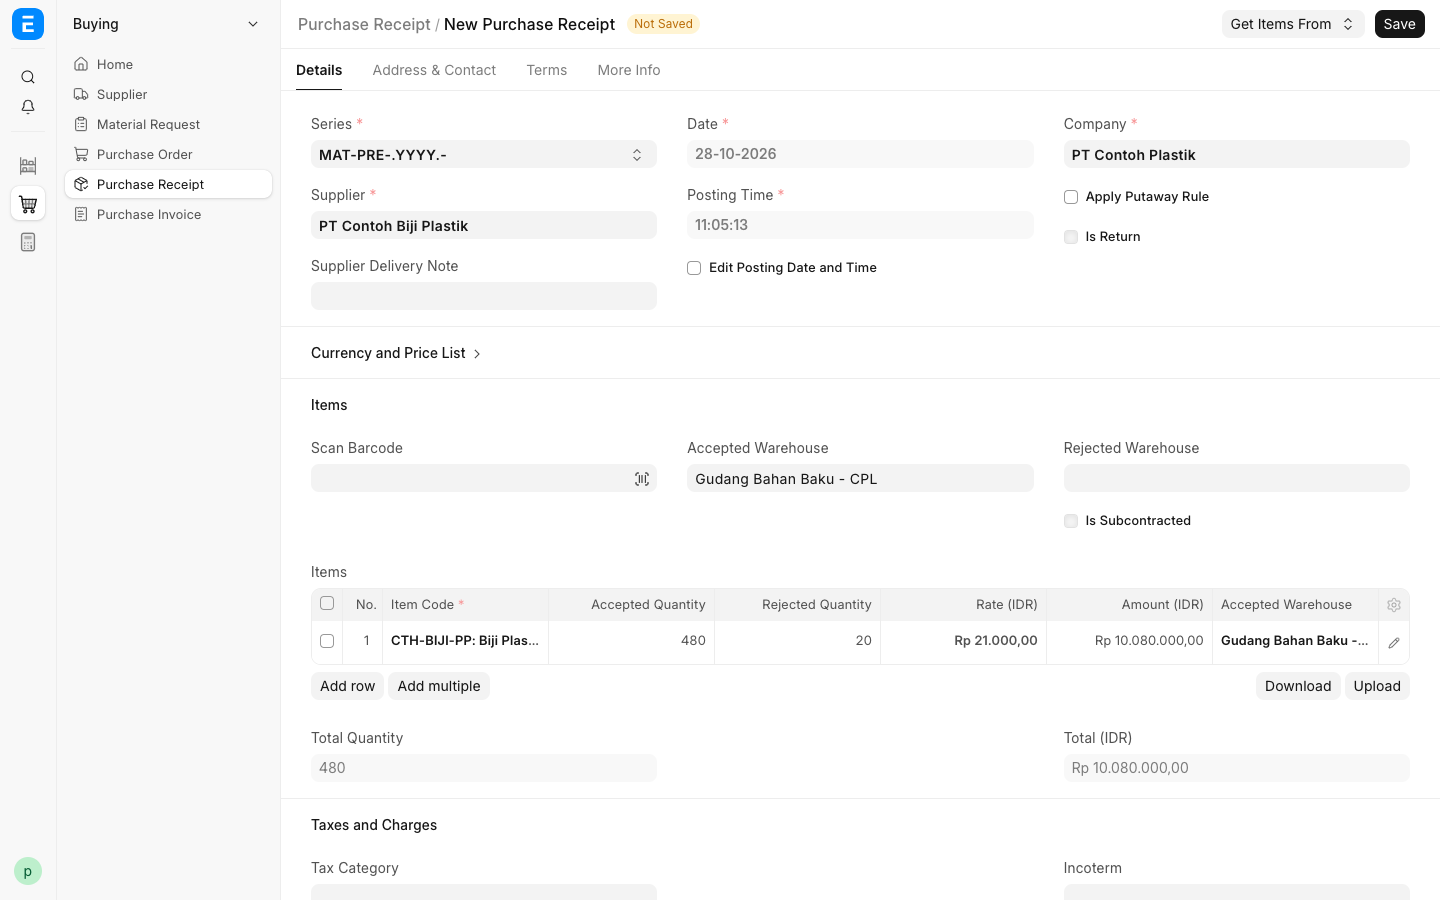 Buying
Home
Supplier
Material Request
Purchase Order
Purchase Receipt
Purchase Invoice
p
Purchase Receipt / New Purchase Receipt
Not Saved
Get Items From
Save
Details
Address & Contact
Terms
More Info
Series *
MAT-PRE-.YYYY.-
Date *
28-10-2026
Company *
PT Contoh Plastik
Supplier *
PT Contoh Biji Plastik
Posting Time *
11:05:13
Apply Putaway Rule
Is Return
Supplier Delivery Note
Edit Posting Date and Time
Currency and Price List
Items
Scan Barcode
Accepted Warehouse
Gudang Bahan Baku - CPL
Rejected Warehouse
Is Subcontracted
Items
No. Item Code * Accepted Quantity Rejected Quantity Rate (IDR) Amount (IDR) Accepted Warehouse
1 CTH-BIJI-PP: Biji Plas... 480 20 Rp 21.000,00 Rp 10.080.000,00 Gudang Bahan Baku -...
Add row
Add multiple
Download
Upload
Total Quantity
480
Total (IDR)
Rp 10.080.000,00
Taxes and Charges
Tax Category
Incoterm